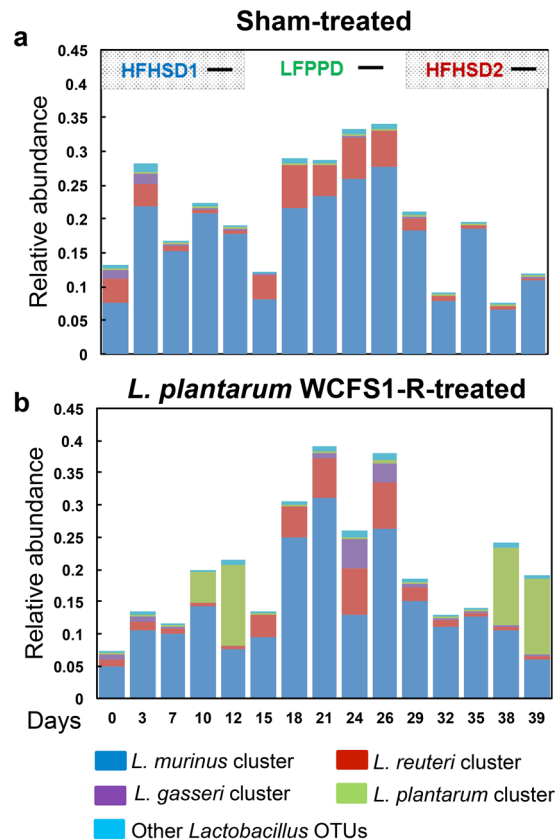 Sham-treated
a
0.45
HFHSD1
LFPPD
HFHSD2
0.4
0.35
0.3
0.25
0.2
0.15
0.1
0.05
0
Relative abundance
L. plantarum WCFS1-R-treated
b
0.45
0.4
0.35
0.3
0.25
0.2
0.15
0.1
0.05
0
Relative abundance
Days 0 3 7 10 12 15 18 21 24 26 29 32 35 38 39
L. murinus cluster L. reuteri cluster
L. gasseri cluster L. plantarum cluster
Other Lactobacillus OTUs